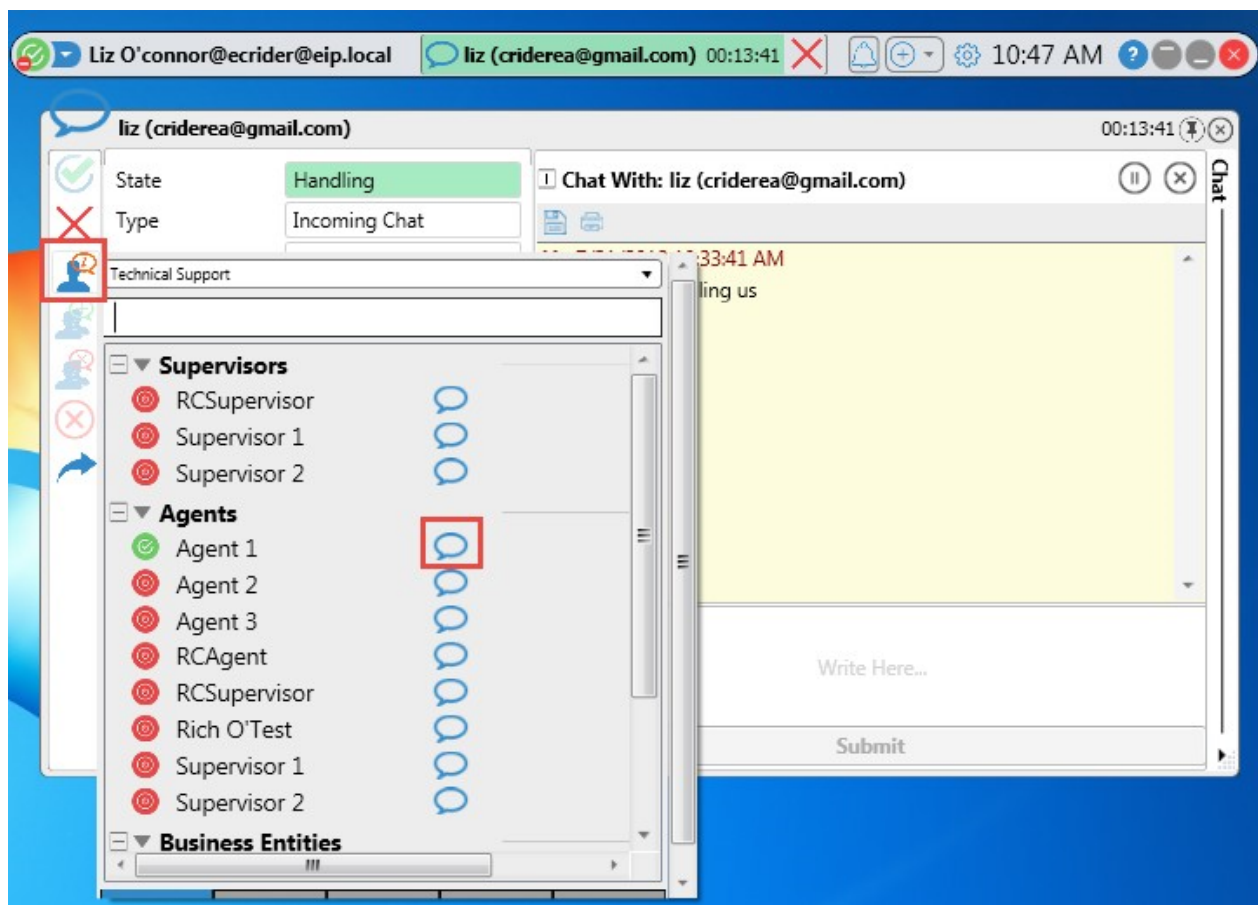 Liz O'connor@ecrider@eip.local liz (criderea@gmail.com) 00:13:41 10:47 AM ?
liz (criderea@gmail.com) 00:13:41
State Handling
Type Incoming Chat
Chat With: liz (criderea@gmail.com)
Chat
:33:41 AM
ling us
Technical Support
Supervisors
RCSupervisor
Supervisor 1
Supervisor 2
Agents
Agent 1
Agent 2
Agent 3
RCAgent
RCSupervisor
Rich O'Test
Supervisor 1
Supervisor 2
Business Entities
Write Here...
Submit